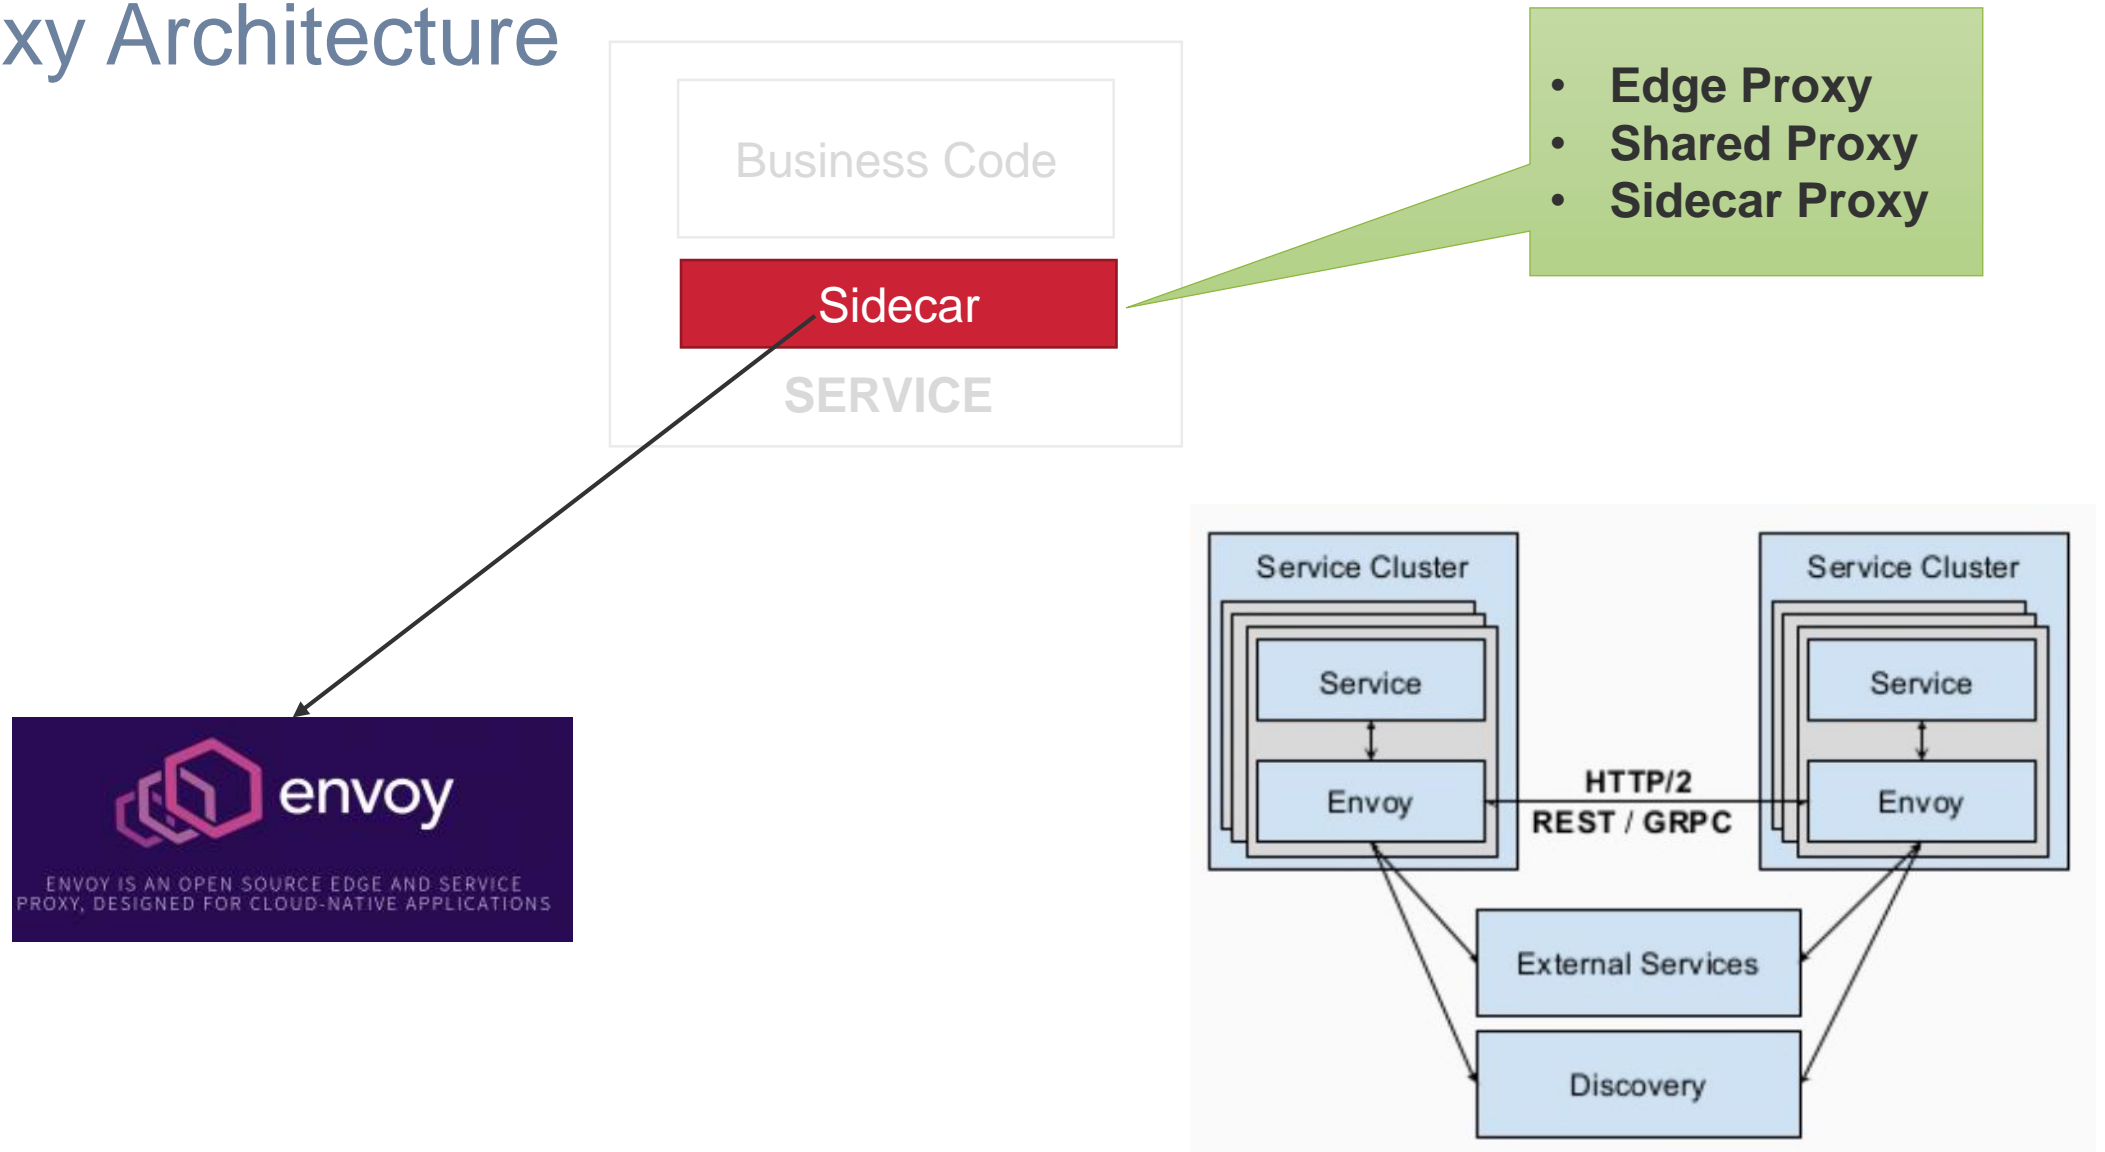 xy Architecture
Business Code
Sidecar
SERVICE
• Edge Proxy
• Shared Proxy
• Sidecar Proxy
envoy
ENVOY IS AN OPEN SOURCE EDGE AND SERVICE
PROXY, DESIGNED FOR CLOUD-NATIVE APPLICATIONS
Service Cluster
Service
Envoy
HTTP/2
REST / GRPC
Service Cluster
Service
Envoy
External Services
Discovery